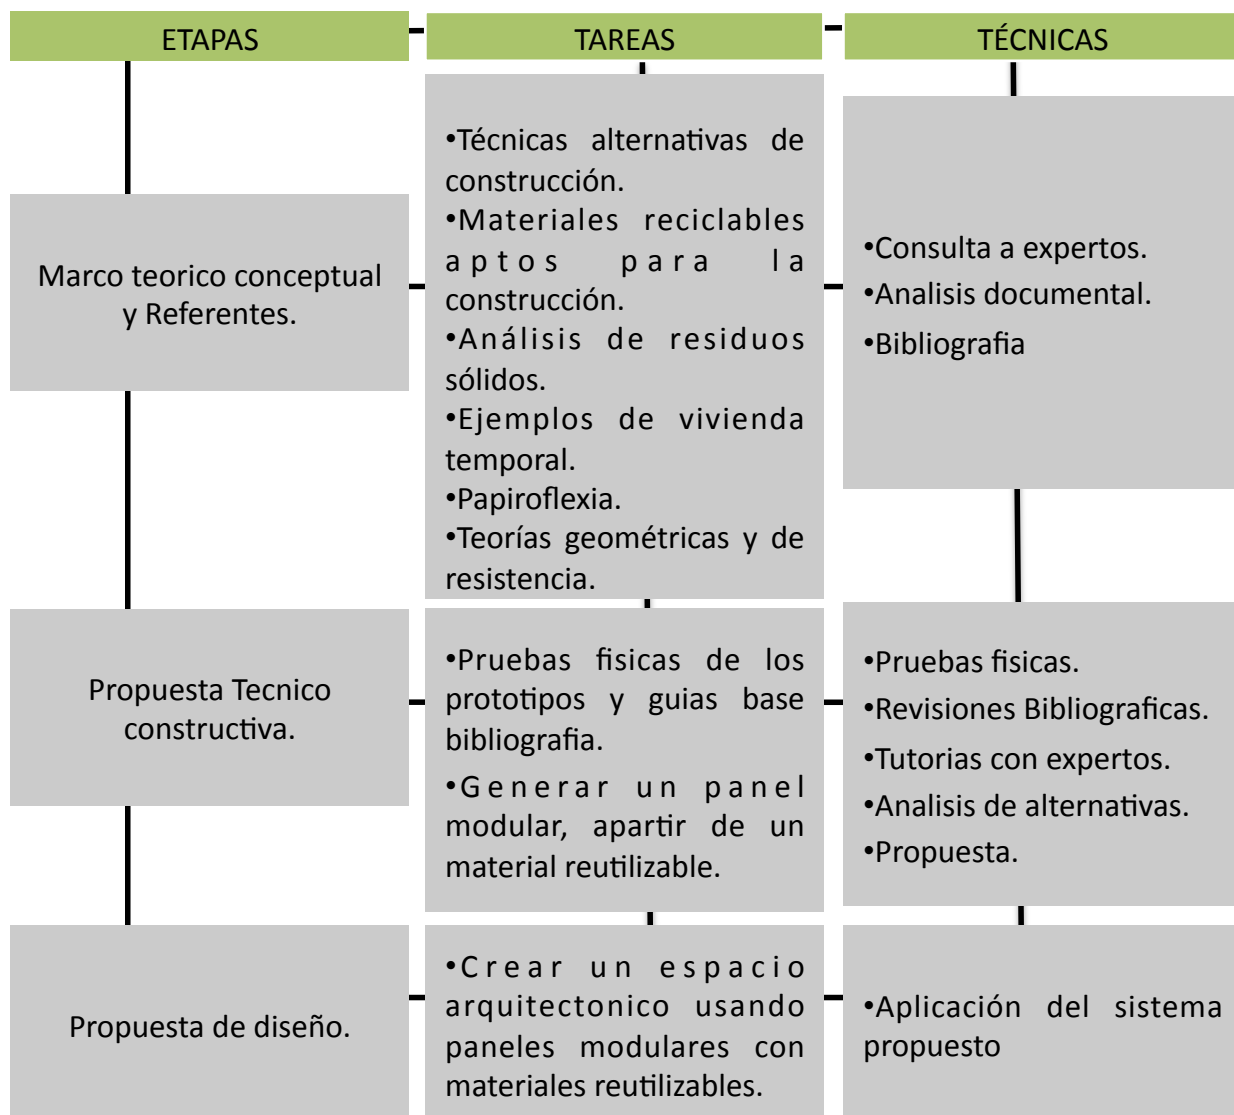 ETAPAS
TAREAS
TÉCNICAS
Marco teorico conceptual
y Referentes.
•Técnicas alternativas de
construcción.
•Materiales reciclables
aptos para la
construcción.
•Análisis de residuos
sólidos.
•Ejemplos de vivienda
temporal.
•Papiroflexia.
•Teorías geométricas y de
resistencia.
•Consulta a expertos.
•Analisis documental.
•Bibliografia
Propuesta Tecnico
constructiva.
•Pruebas fisicas de los
prototipos y guias base
bibliografia.
•Generar un panel
modular, apartir de un
material reutilizable.
•Pruebas fisicas.
•Revisiones Bibliograficas.
•Tutorias con expertos.
•Analisis de alternativas.
•Propuesta.
Propuesta de diseño.
•Crear un espacio
arquitectonico usando
paneles modulares con
materiales reutilizables.
•Aplicación del sistema
propuesto